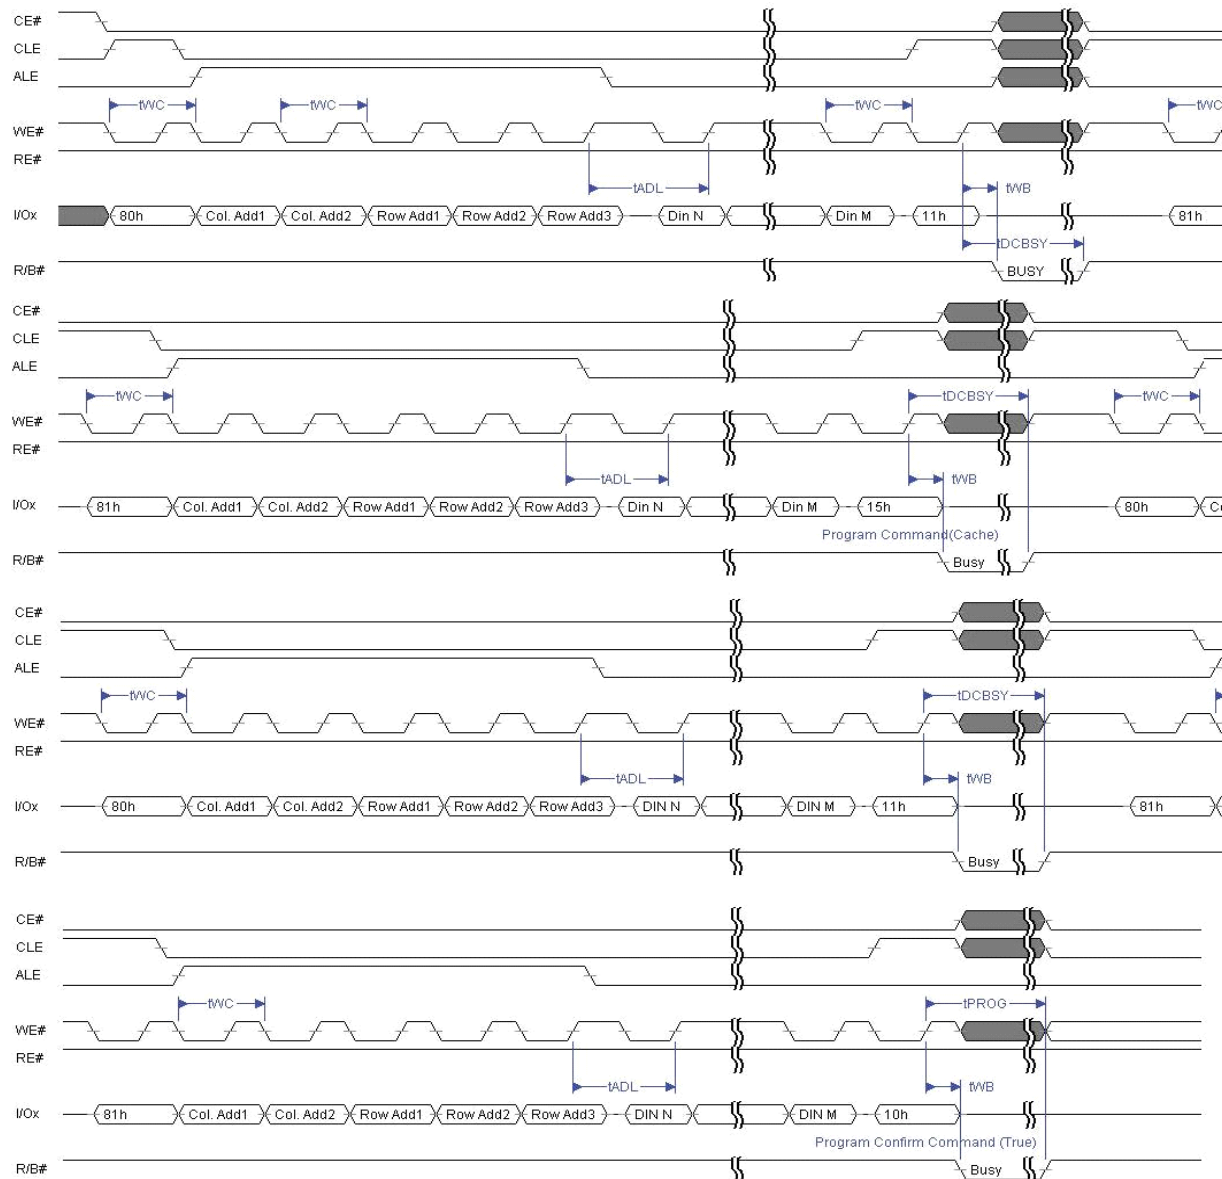 CE#
CLE
ALE
tWC tWC tWC tWC
WE#
RE#
tADL tWB
I/Ox 80h Col. Add1 Col. Add2 Row Add1 Row Add2 Row Add3 Din N Din M 11h 81h
tDCBSY
R/B# BUSY
CE#
CLE
ALE
tWC tDCBSY tWC
WE#
RE#
tADL tWB
I/Ox 81h Col. Add1 Col. Add2 Row Add1 Row Add2 Row Add3 Din N Din M 15h 80h Co
Program Command(Cache)
R/B# Busy
CE#
CLE
ALE
tWC tDCBSY
WE#
RE#
tADL tWB
I/Ox 80h Col. Add1 Col. Add2 Row Add1 Row Add2 Row Add3 DIN N DIN M 11h 81h
R/B# Busy
CE#
CLE
ALE
tWC tPROG
WE#
RE#
tADL tWB
I/Ox 81h Col. Add1 Col. Add2 Row Add1 Row Add2 Row Add3 DIN N DIN M 10h
Program Confirm Command (True)
R/B# Busy